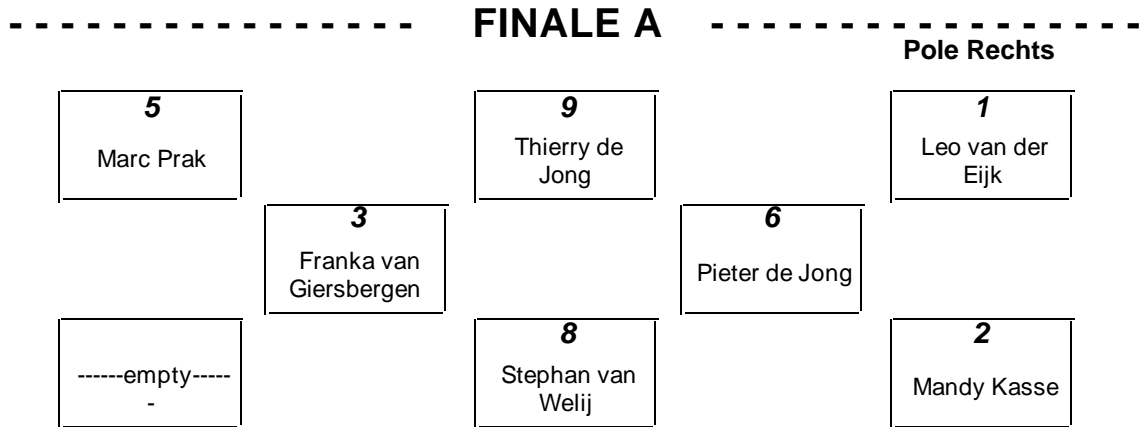 - - - - - - - - - - - - - - - - FINALE A - - - - - - - - - - - - - - - - -
Pole Rechts
5 9 1
Marc Prak Thierry de Jong Leo van der Eijk
3 6
Franka van Giersbergen Pieter de Jong
8 2
------empty------ Stephan van Welij Mandy Kasse